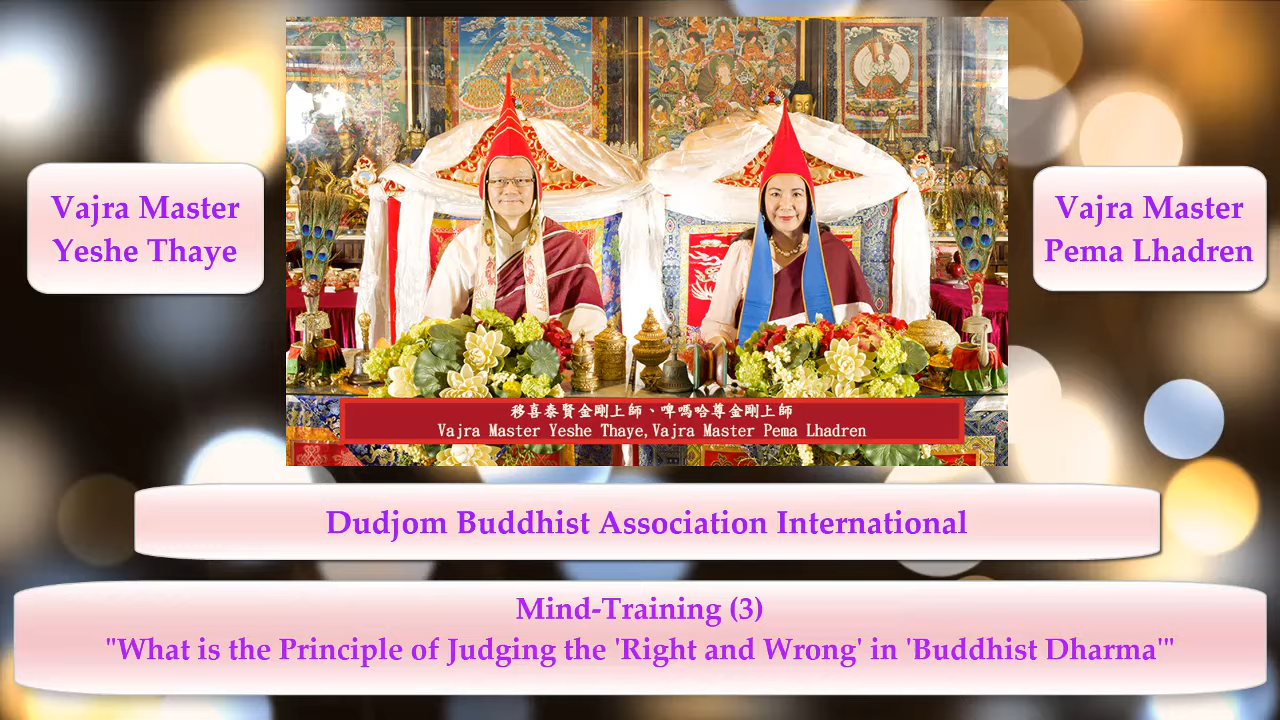 Vajra Master
Yeshe Thaye
Vajra Master
Pema Lhadren
移喜泰賢金剛上師、啤嗎哈尊金剛上師
Vajra Master Yeshe Thaye,Vajra Master Pema Lhadren
Dudjom Buddhist Association International
Mind-Training (3)
"What is the Principle of Judging the 'Right and Wrong' in 'Buddhist Dharma'"